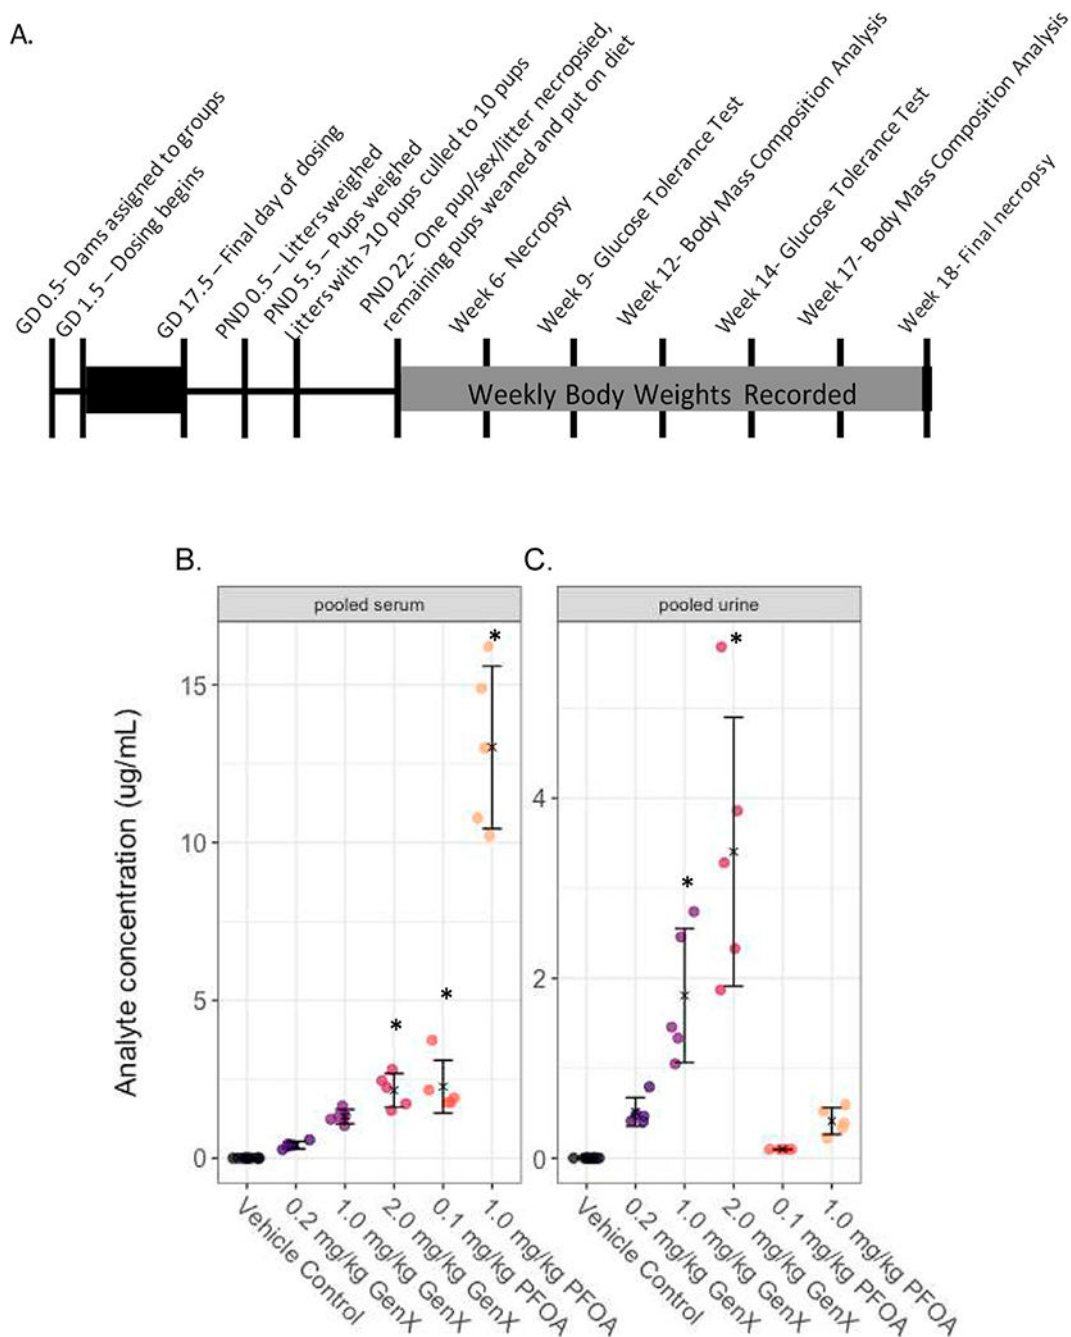 A.
GD 0.5- Dams assigned to groups
GD 1.5 – Dosing begins
GD 17.5 – Final day of dosing
PND 0.5 – Litters weighed
PND 5.5 – Pups weighed
Litters with >10 pups culled to 10 pups
PND 22- One pup/sex/litter necropsied,
remaining pups weaned and put on diet
Week 6- Necropsy
Week 9- Glucose Tolerance Test
Week 12- Body Mass Composition Analysis
Week 14- Glucose Tolerance Test
Week 17- Body Mass Composition Analysis
Week 18- Final necropsy
Weekly Body Weights Recorded
B.
pooled serum
Analyte concentration (ug/mL)
15
10
5
0
*
*
*
Vehicle Control
0.2 mg/kg GenX
1.0 mg/kg GenX
2.0 mg/kg GenX
0.1 mg/kg PFOA
1.0 mg/kg PFOA
C.
pooled urine
4
2
0
*
*
Vehicle Control
0.2 mg/kg GenX
1.0 mg/kg GenX
2.0 mg/kg GenX
0.1 mg/kg PFOA
1.0 mg/kg PFOA